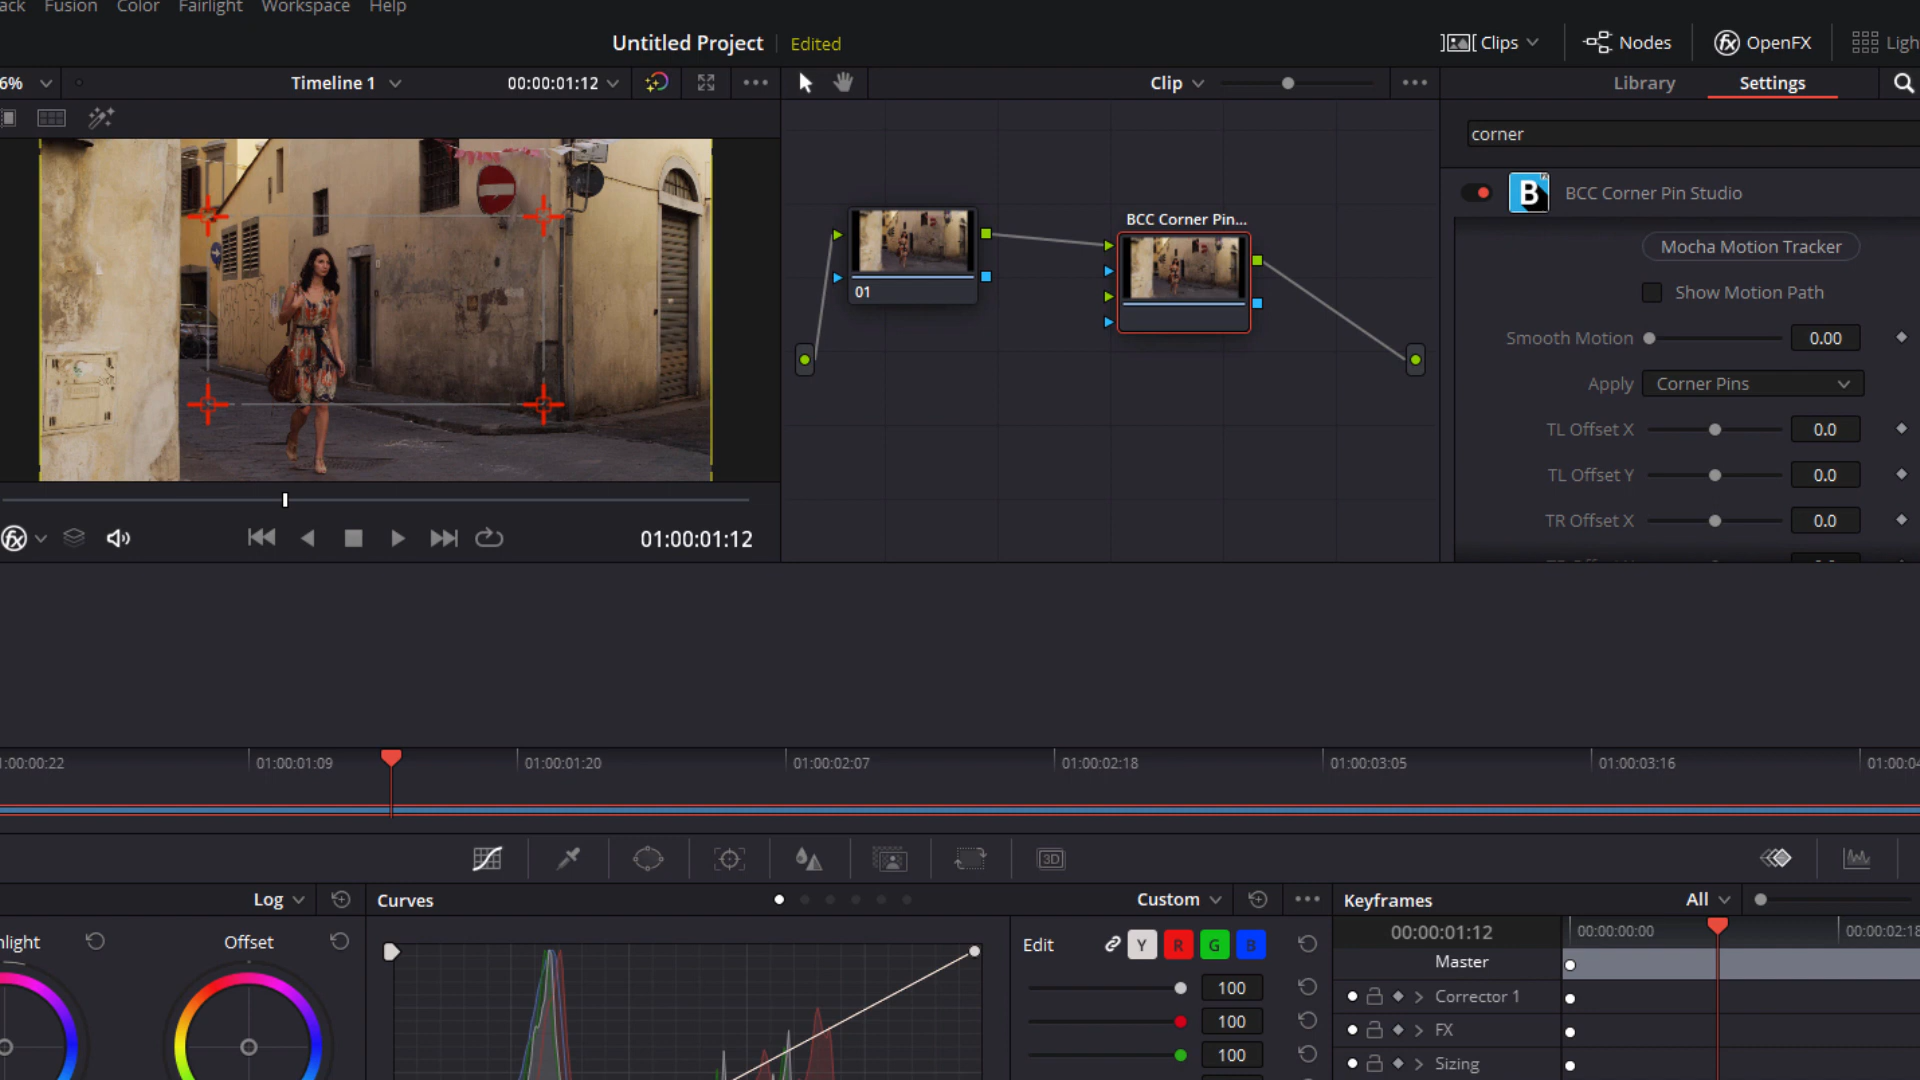 Fusion Color Fairlight Workspace Help
Untitled Project Edited
Clips Nodes OpenFX
6% Timeline 1 00:00:01:12 Clip Library Settings
corner
BCC Corner Pin Studio
BCC Corner Pin...
01
Mocha Motion Tracker
Show Motion Path
Smooth Motion 0.00
Apply Corner Pins
TL Offset X 0.0
TL Offset Y 0.0
TR Offset X 0.0
01:00:01:12
:00:00:22 01:00:01:09 01:00:01:20 01:00:02:07 01:00:02:18 01:00:03:05 01:00:03:16 01:00:04
3D
Log Curves Custom Keyframes All
Offset
Edit Y R G B
100
100
100
00:00:01:12 00:00:00:00 00:00:02:18
Master
Corrector 1
FX
Sizing